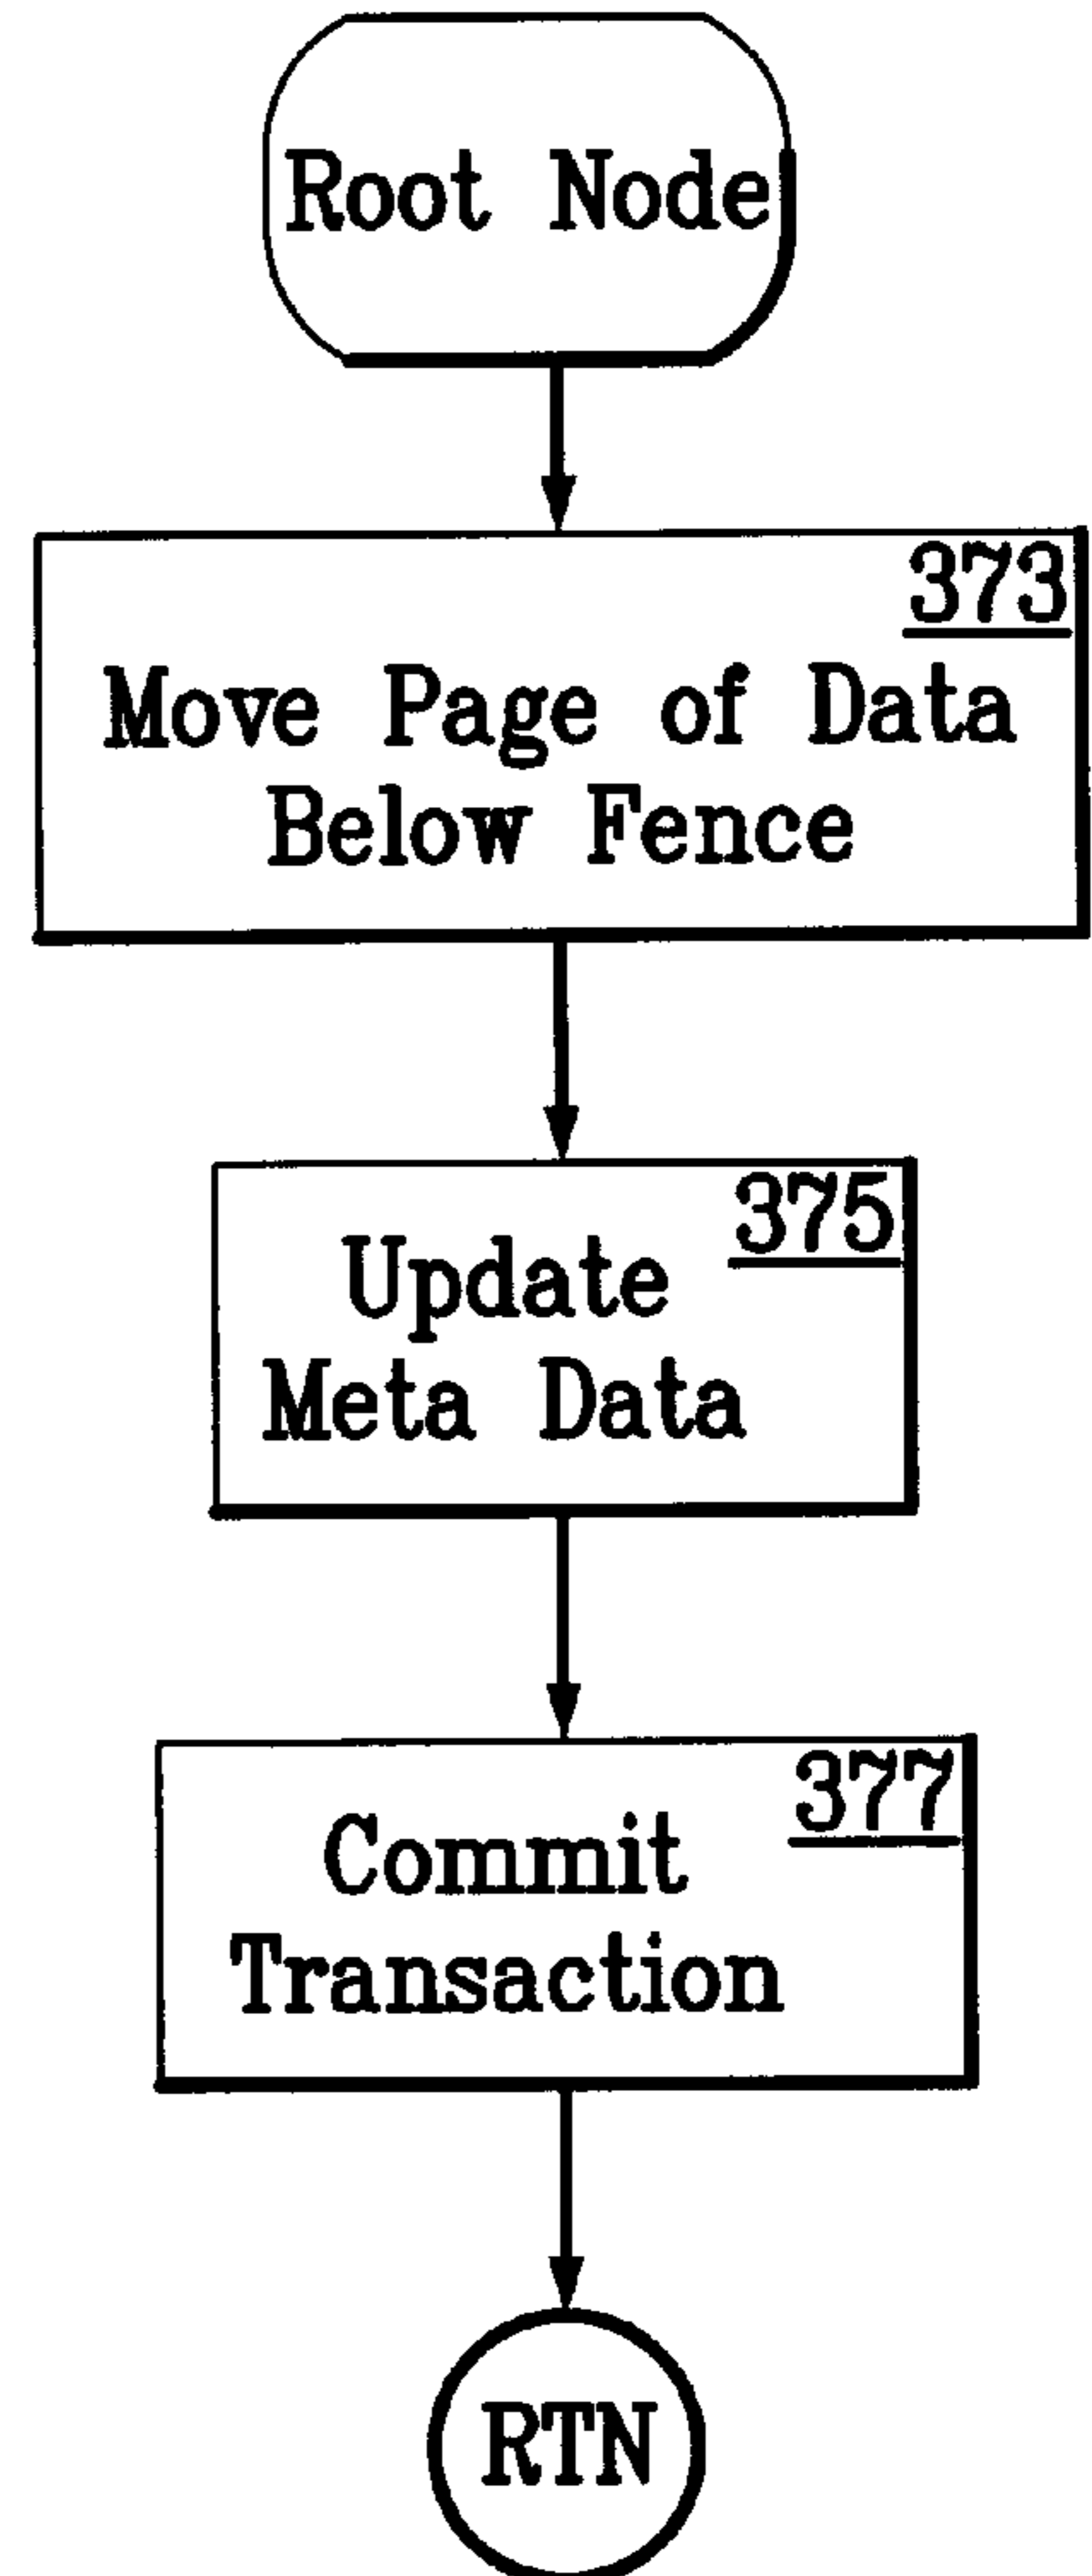 Root Node
373
Move Page of Data
Below Fence
375
Update
Meta Data
377
Commit
Transaction
RTN